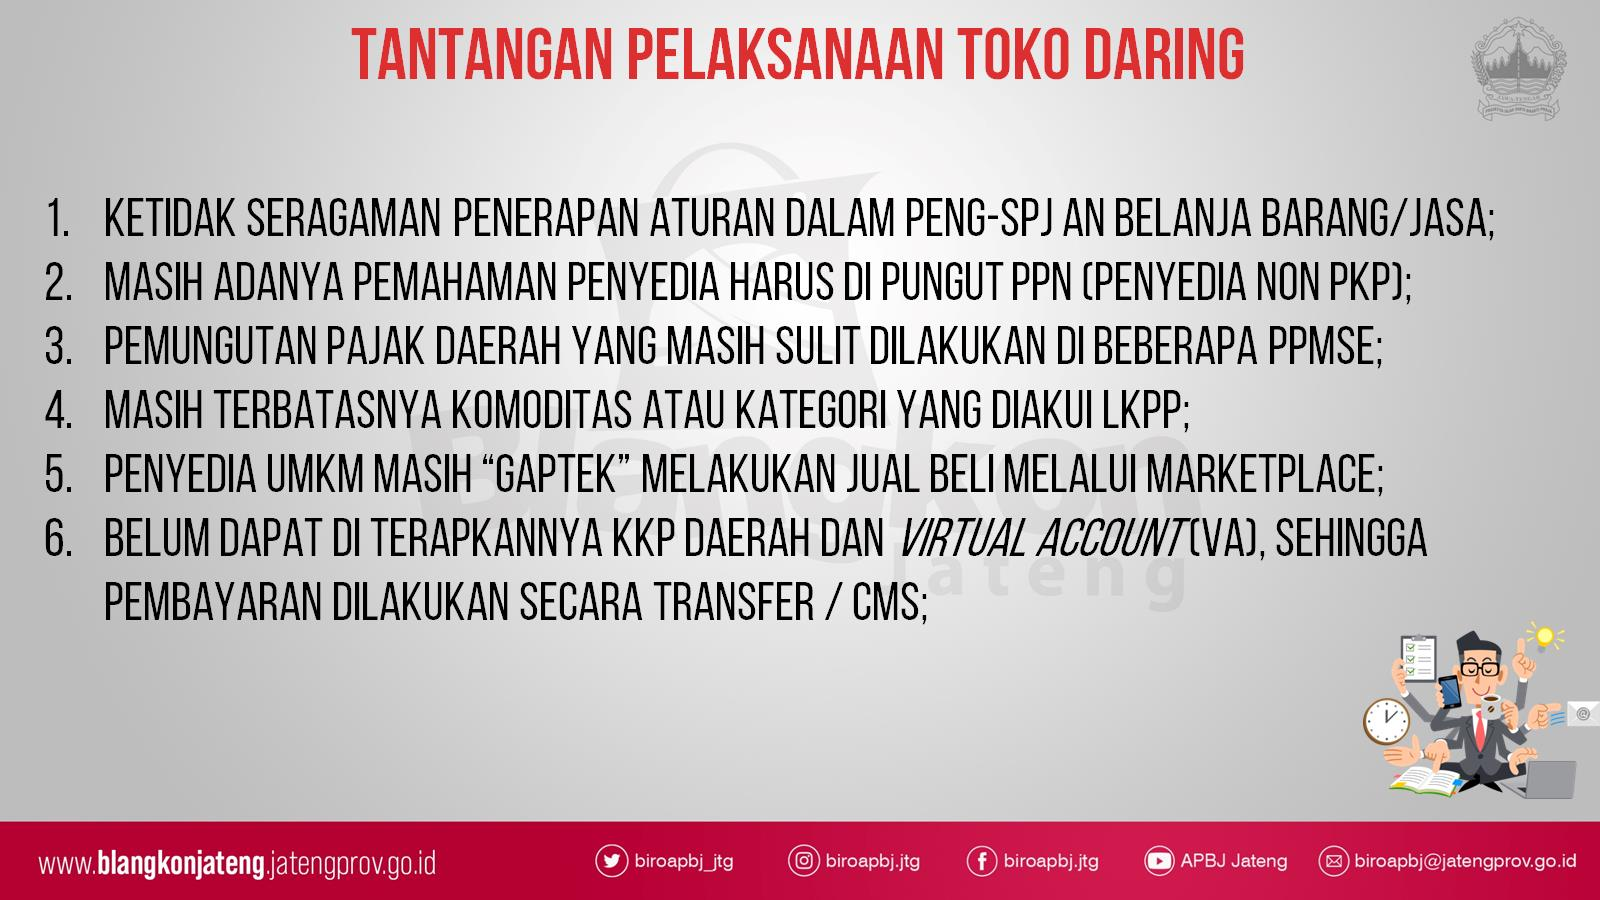 TANTANGAN PELAKSANAAN TOKO DARING
1. KETIDAK SERAGAMAN PENERAPAN ATURAN DALAM PENG-SPJ AN BELANJA BARANG/JASA;
2. MASIH ADANYA PEMAHAMAN PENYEDIA HARUS DI PUNGUT PPN (PENYEDIA NON PKP);
3. PEMUNGUTAN PAJAK DAERAH YANG MASIH SULIT DILAKUKAN DI BEBERAPA PPMSE;
4. MASIH TERBATASNYA KOMODITAS ATAU KATEGORI YANG DIAKUI LKPP;
5. PENYEDIA UMKM MASIH “GAPTEK” MELAKUKAN JUAL BELI MELALUI MARKETPLACE;
6. BELUM DAPAT DI TERAPKANNYA KKP DAERAH DAN VIRTUAL ACCOUNT (VA), SEHINGGA
PEMBAYARAN DILAKUKAN SECARA TRANSFER / CMS;
Blangkon
Jateng
www.blangkonjateng.jatengprov.go.id
biroapbj_jtg
biroapbj.jtg
biroapbj.jtg
APBJ Jateng
biroapbj@jatengprov.go.id